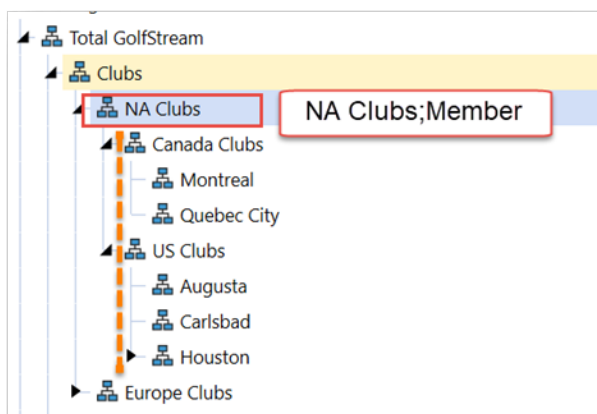 Total GolfStream
Clubs
NA Clubs
NA Clubs;Member
Canada Clubs
Montreal
Quebec City
US Clubs
Augusta
Carlsbad
Houston
Europe Clubs